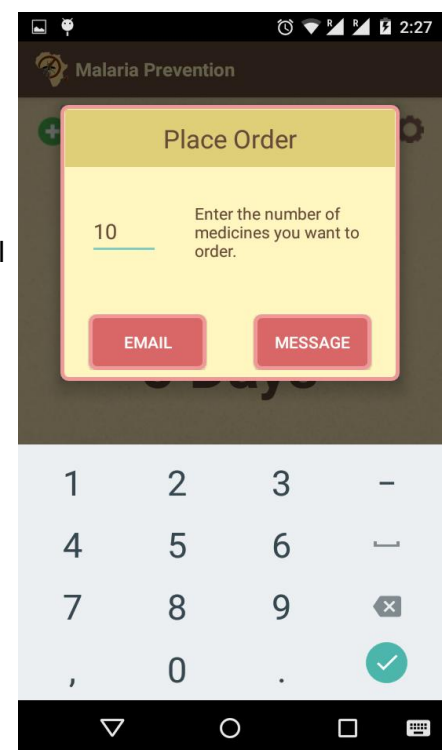 2:27
Malaria Prevention
Place Order
10
Enter the number of
medicines you want to
order.
EMAIL
MESSAGE
Days
1 2 3 -
4 5 6
7 8 9
, 0 .